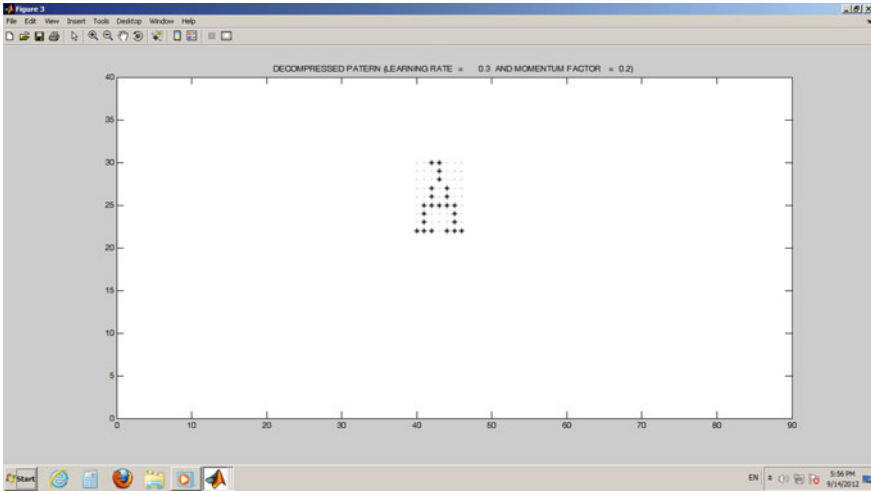 Figure 3
File Edit View Insert Tools Desktop Window Help
DECOMPRESSED PATERN (LEARNING RATE = 0.3 AND MOMENTUM FACTOR = 0.2)
40
35
30
25
20
15
10
5
0
0 10 20 30 40 50 60 70 80 90
Start
EN
5:56 PM
9/14/2012